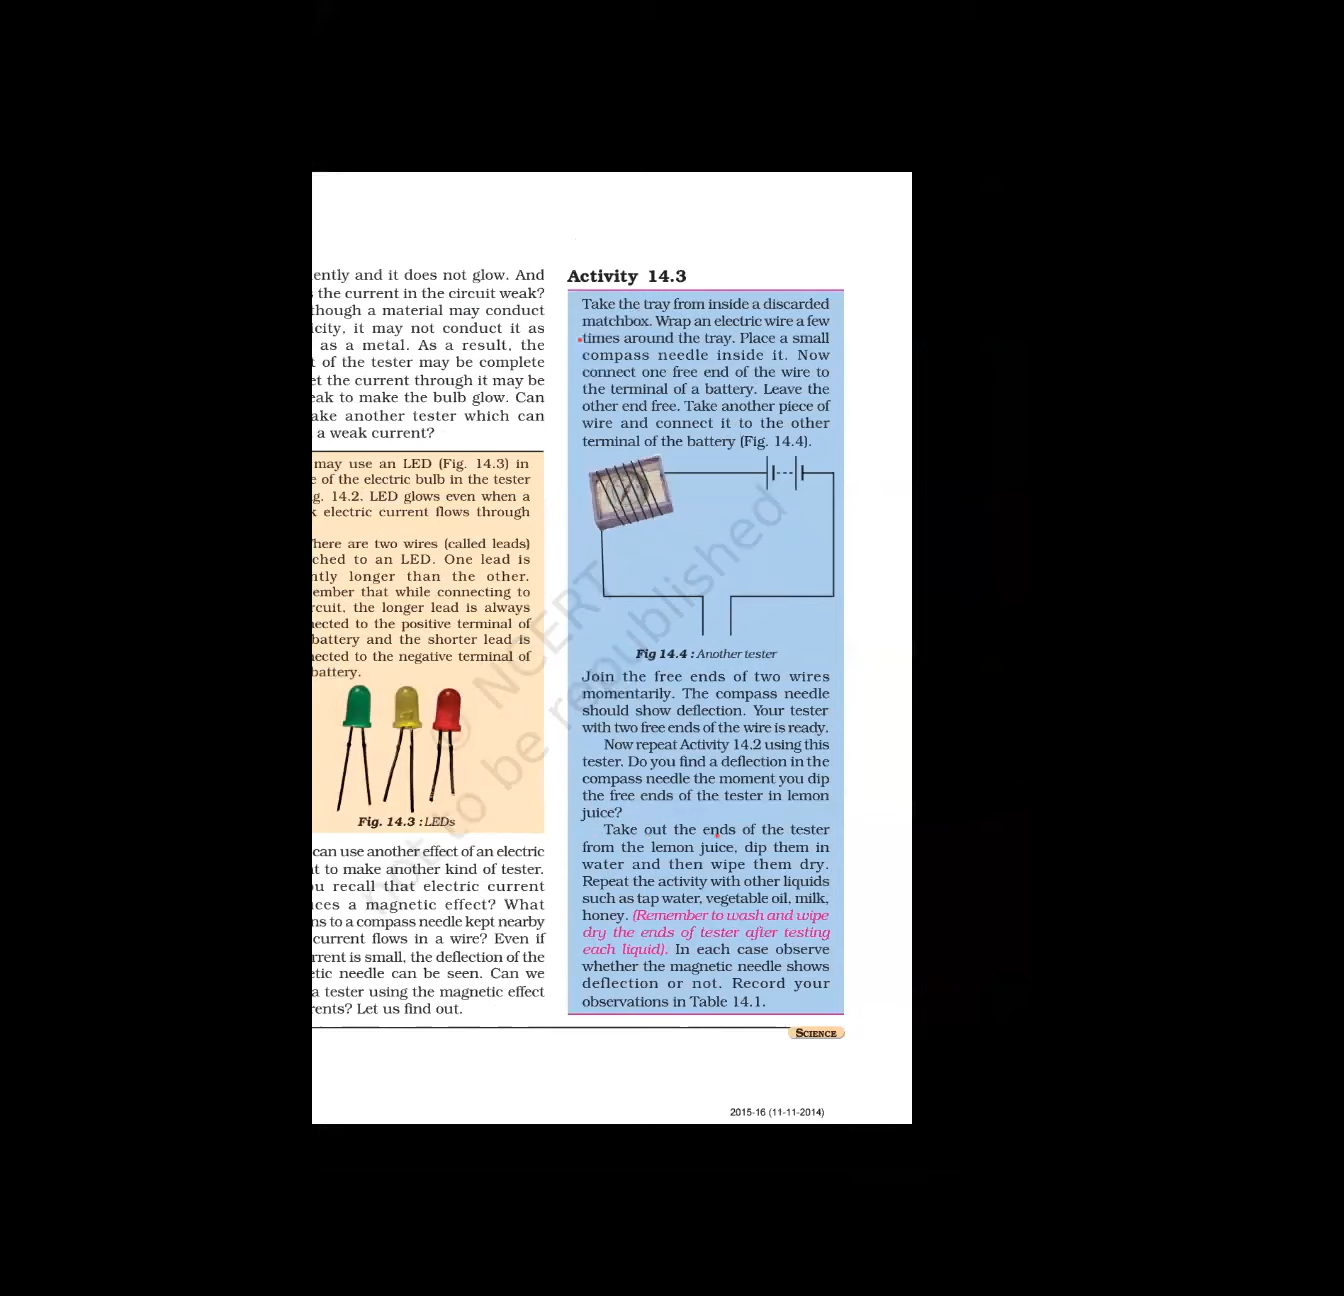 ently and it does not glow. And
the current in the circuit weak?
though a material may conduct
icity, it may not conduct it as
as a metal. As a result, the
of the tester may be complete
et the current through it may be
eak to make the bulb glow. Can
ake another tester which can
a weak current?
may use an LED (Fig. 14.3) in
e of the electric bulb in the tester
g. 14.2. LED glows even when a
k electric current flows through
here are two wires (called leads)
ched to an LED. One lead is
ntly longer than the other.
ember that while connecting to
rcuit, the longer lead is always
nected to the positive terminal of
battery and the shorter lead is
nected to the negative terminal of
battery.
Fig. 14.3 : LEDs
can use another effect of an electric
t to make another kind of tester.
u recall that electric current
ces a magnetic effect? What
ns to a compass needle kept nearby
current flows in a wire? Even if
rrent is small, the deflection of the
etic needle can be seen. Can we
a tester using the magnetic effect
rents? Let us find out.
Activity 14.3
Take the tray from inside a discarded
matchbox. Wrap an electric wire a few
times around the tray. Place a small
compass needle inside it. Now
connect one free end of the wire to
the terminal of a battery. Leave the
other end free. Take another piece of
wire and connect it to the other
terminal of the battery (Fig. 14.4).
Fig 14.4 : Another tester
Join the free ends of two wires
momentarily. The compass needle
should show deflection. Your tester
with two free ends of the wire is ready.
Now repeat Activity 14.2 using this
tester. Do you find a deflection in the
compass needle the moment you dip
the free ends of the tester in lemon
juice?
Take out the ends of the tester
from the lemon juice, dip them in
water and then wipe them dry.
Repeat the activity with other liquids
such as tap water, vegetable oil, milk,
honey. (Remember to wash and wipe
dry the ends of tester after testing
each liquid). In each case observe
whether the magnetic needle shows
deflection or not. Record your
observations in Table 14.1.
SCIENCE
2015-16 (11-11-2014)
© NCERT
not to be republished